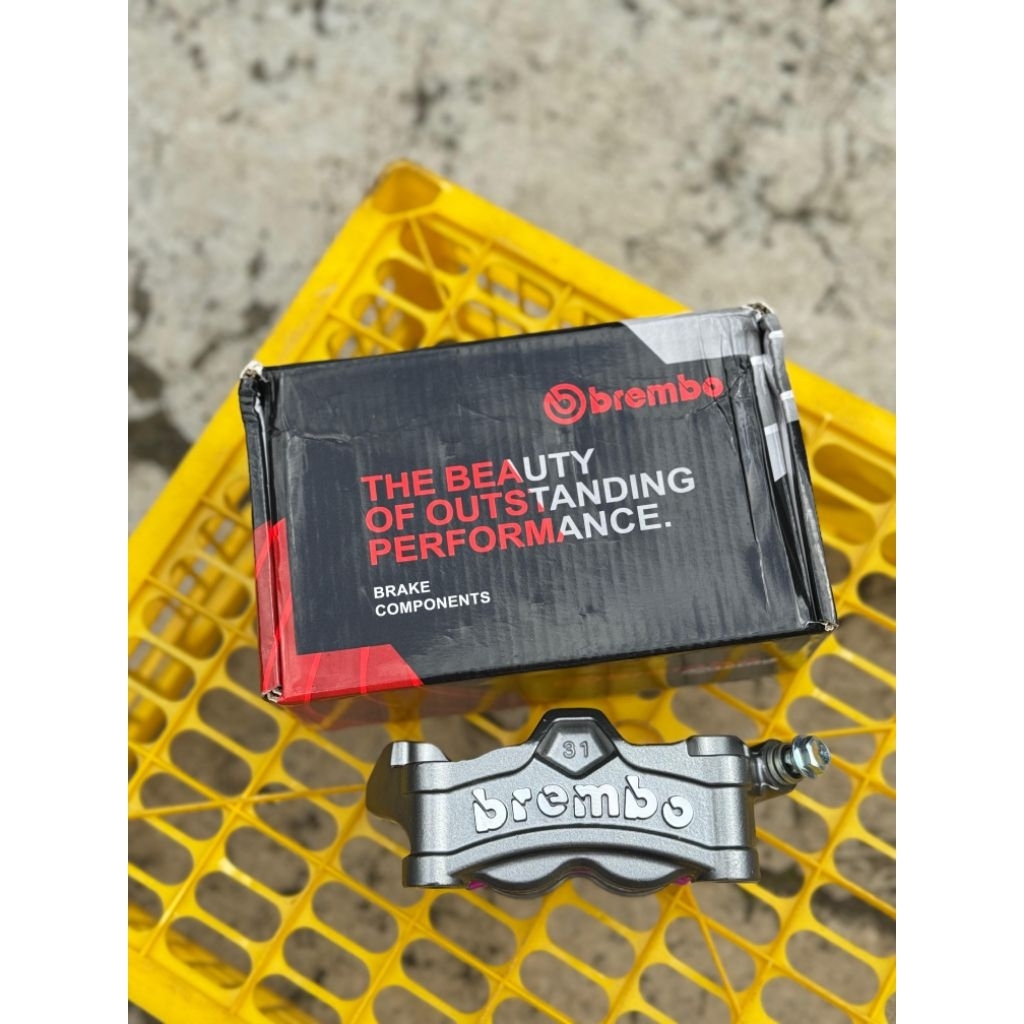 brembo
THE BEAUTY
OF OUTSTANDING
PERFORMANCE.
BRAKE
COMPONENTS
31
brembo